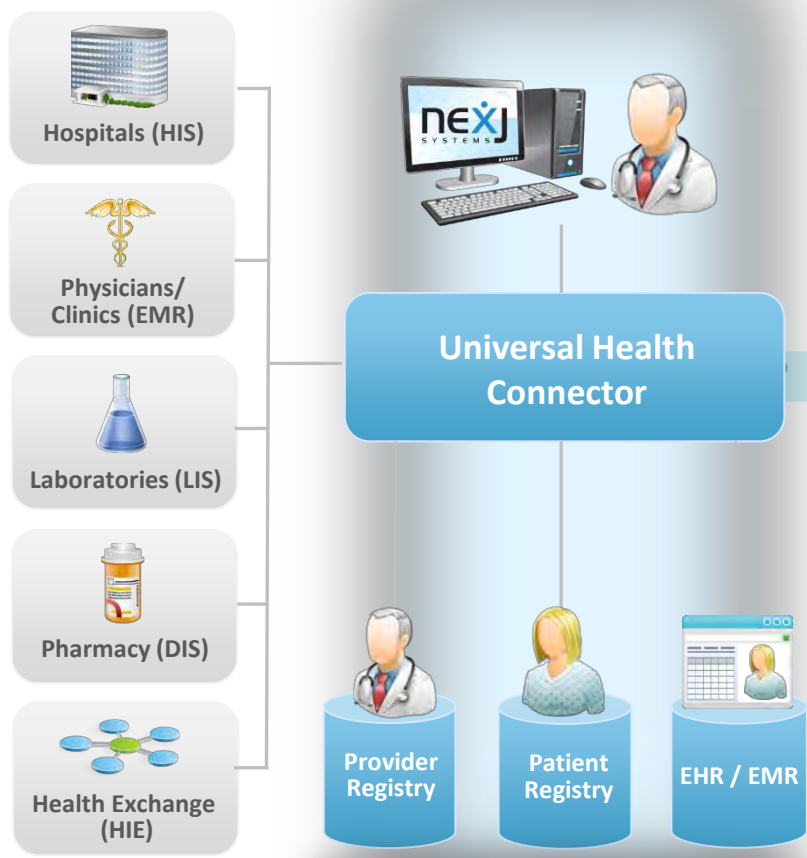 Hospitals (HIS)
Physicians/
Clinics (EMR)
Laboratories (LIS)
Pharmacy (DIS)
Health Exchange
(HIE)
nexj
SYSTEMS
Universal Health
Connector
Provider
Registry
Patient
Registry
EHR / EMR